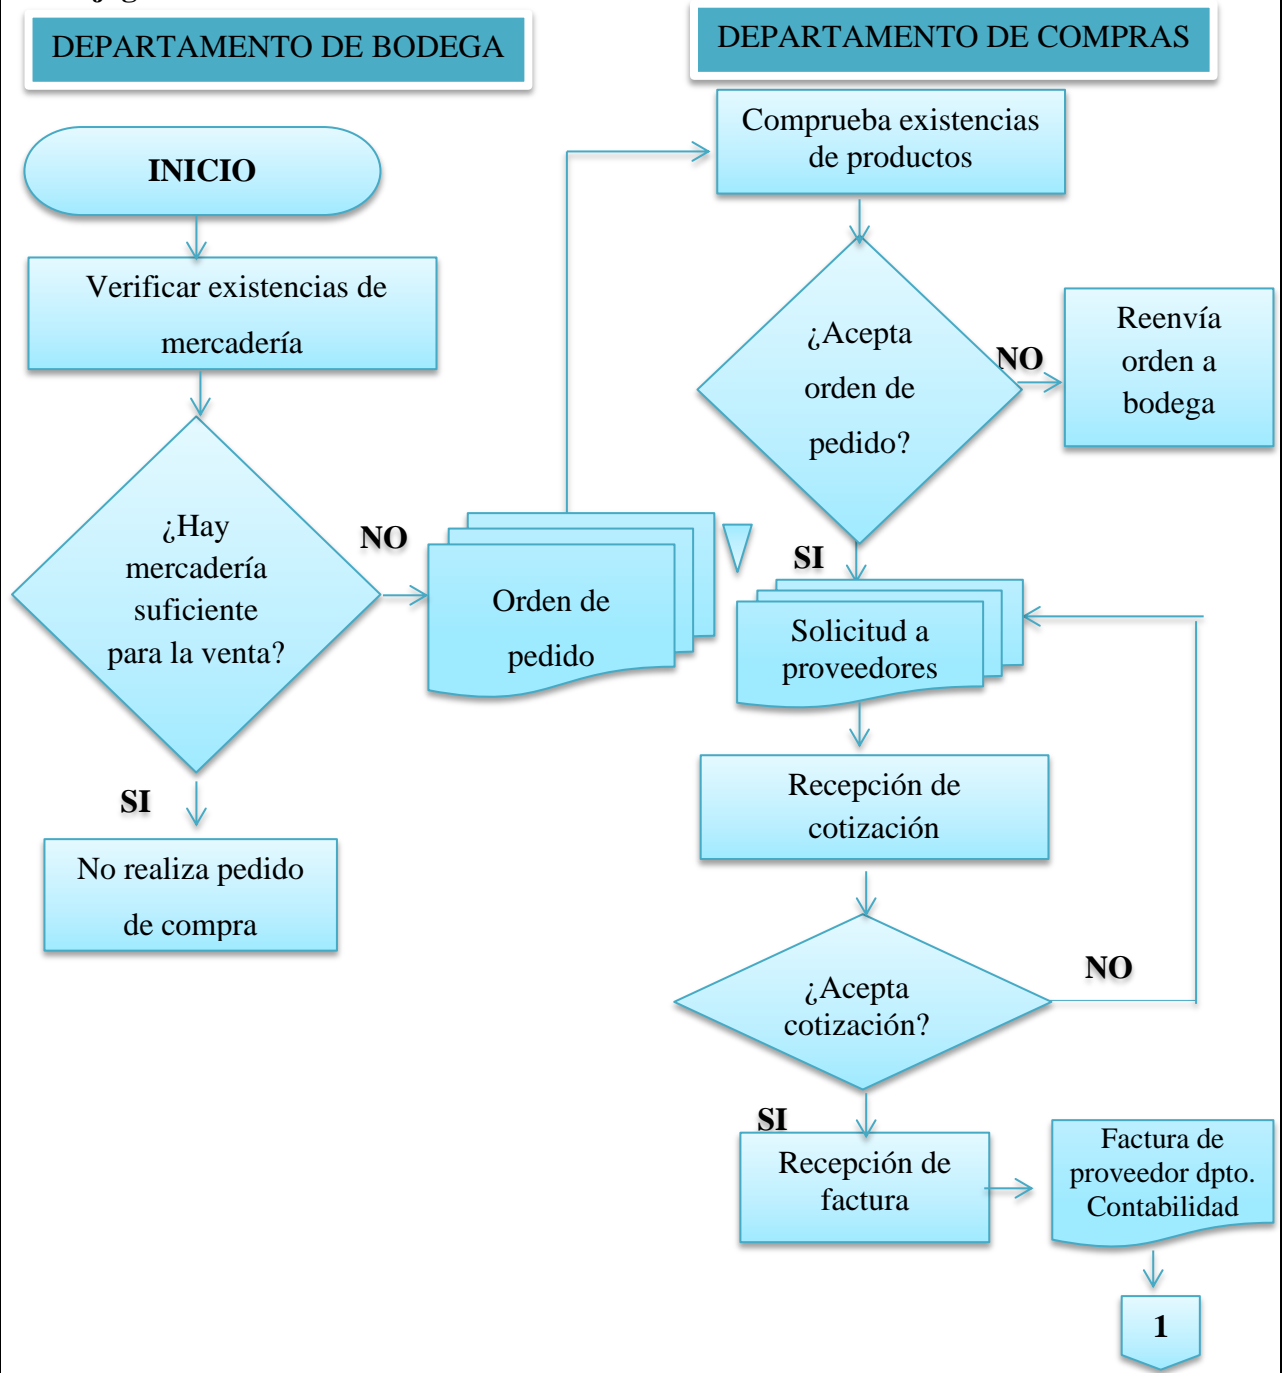 DEPARTAMENTO DE BODEGA
INICIO
Verificar existencias de
mercadería
¿Hay
mercadería
suficiente
para la venta?
NO
Orden de
pedido
SI
No realiza pedido
de compra
DEPARTAMENTO DE COMPRAS
Comprueba existencias
de productos
¿Acepta
orden de
pedido?
NO
Reenvía
orden a
bodega
SI
Solicitud a
proveedores
Recepción de
cotización
¿Acepta
cotización?
NO
SI
Recepción de
factura
Factura de
proveedor dpto.
Contabilidad
1